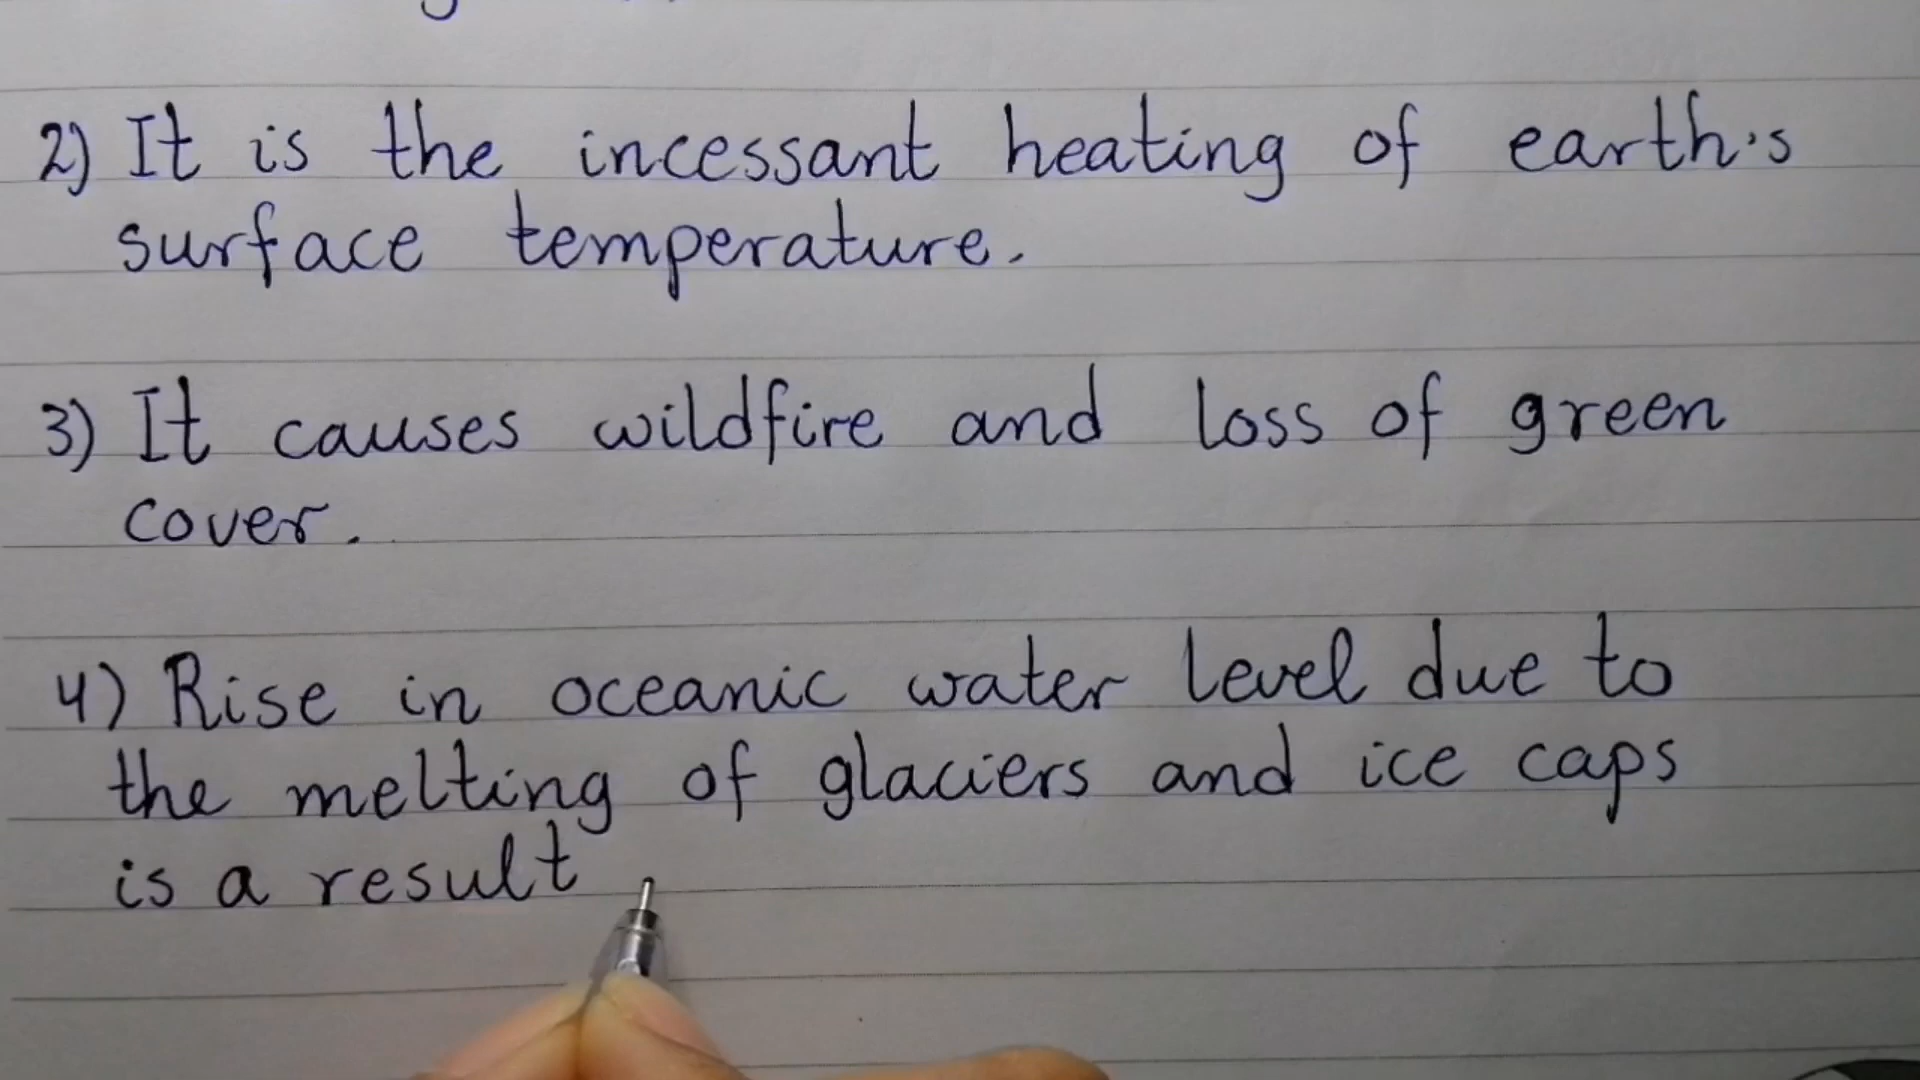 2) It is the incessant heating of earth's
surface temperature.
3) It causes wildfire and loss of green
cover.
4) Rise in oceanic water level due to
the melting of glaciers and ice caps
is a result